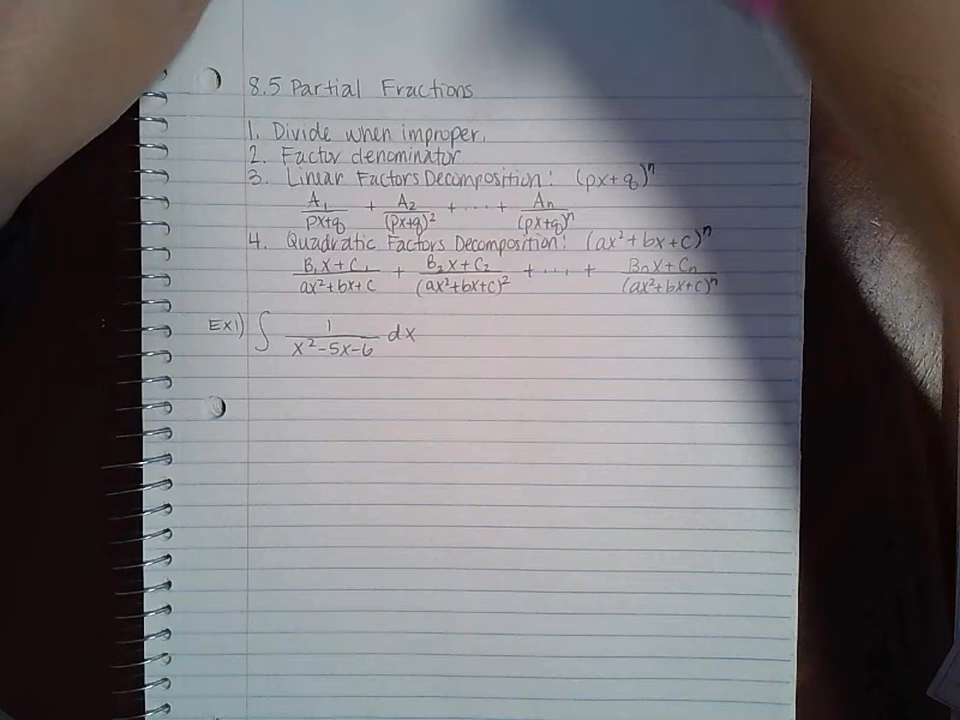 8.5 Partial Fractions
1. Divide when improper.
2. Factor denominator
3. Linear Factors Decomposition: (px+q)^n
A₁/(px+q) + A₂/(px+q)² + ... + Aₙ/(px+q)^n
4. Quadratic Factors Decomposition: (ax²+bx+c)^n
(B₁x+C₁)/(ax²+bx+c) + (B₂x+C₂)/(ax²+bx+c)² + ... + (Bₙx+Cₙ)/(ax²+bx+c)^n
Ex1) ∫ 1/(x²-5x-6) dx